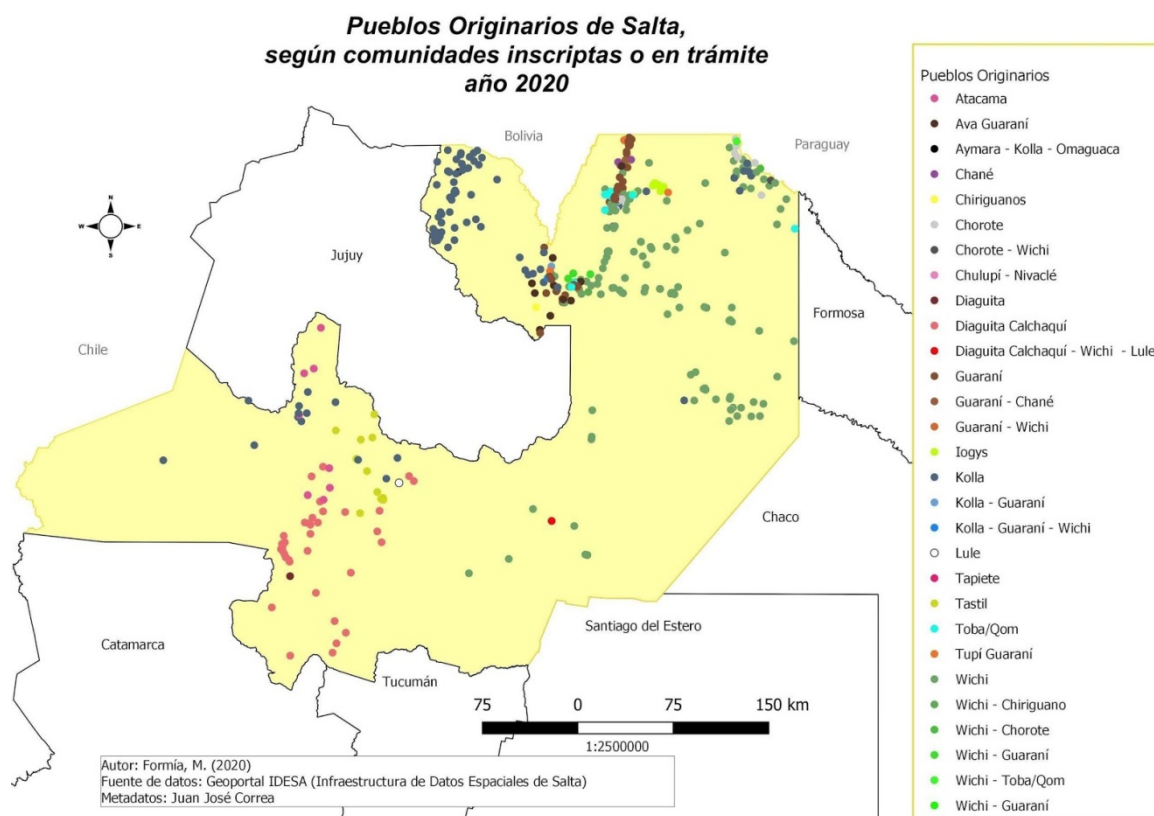 Pueblos Originarios de Salta,
según comunidades inscriptas o en trámite
año 2020
Bolivia
Paraguay
N
W
E
S
Jujuy
Chile
Formosa
Chaco
Santiago del Estero
Catamarca
Tucumán
75 0 75 150 km
1:2500000
Autor: Formía, M. (2020)
Fuente de datos: Geoportal IDESA (Infraestructura de Datos Espaciales de Salta)
Metadatos: Juan José Correa
Pueblos Originarios
Atacama
Ava Guaraní
Aymara - Kolla - Omaguaca
Chané
Chiriguanos
Chorote
Chorote - Wichi
Chulupí - Nivaclé
Diaguita
Diaguita Calchaquí
Diaguita Calchaquí - Wichi - Lule
Guaraní
Guaraní - Chané
Guaraní - Wichi
Iogys
Kolla
Kolla - Guaraní
Kolla - Guaraní - Wichi
Lule
Tapiete
Tastil
Toba/Qom
Tupí Guaraní
Wichi
Wichi - Chiriguano
Wichi - Chorote
Wichi - Guaraní
Wichi - Toba/Qom
Wichi - Guaraní